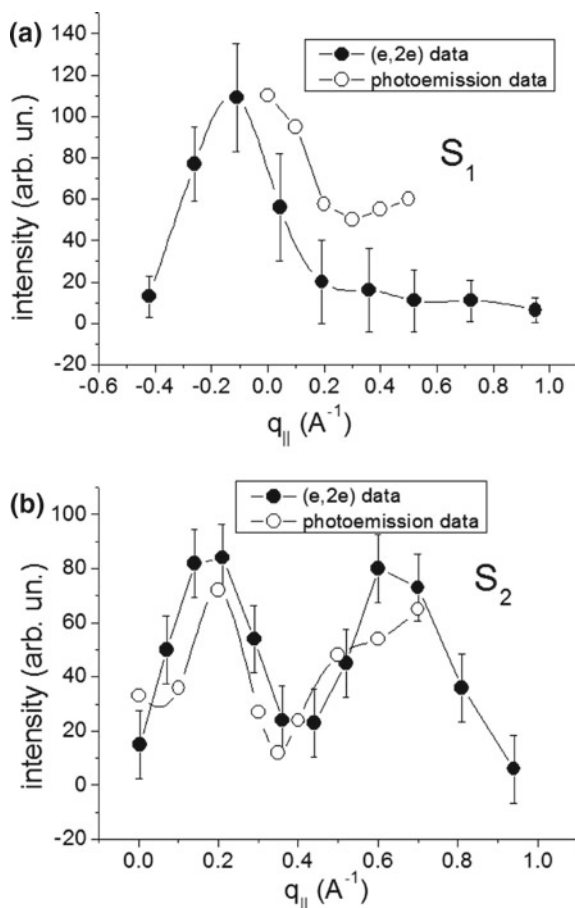 (a)
140
120
100
80
60
40
20
0
-20
intensity (arb. un.)
(e,2e) data
photoemission data
S1
-0.6 -0.4 -0.2 0.0 0.2 0.4 0.6 0.8 1.0
q|| (A-1)
(b)
100
80
60
40
20
0
-20
intensity (arb. un.)
(e,2e) data
photoemission data
S2
0.0 0.2 0.4 0.6 0.8 1.0
q|| (A-1)